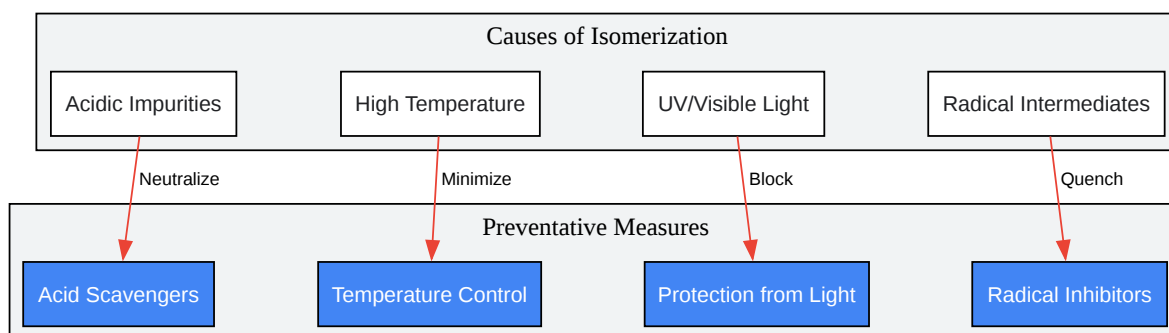 Causes of Isomerization
Acidic Impurities
High Temperature
UV/Visible Light
Radical Intermediates
Neutralize
Minimize
Block
Quench
Preventative Measures
Acid Scavengers
Temperature Control
Protection from Light
Radical Inhibitors